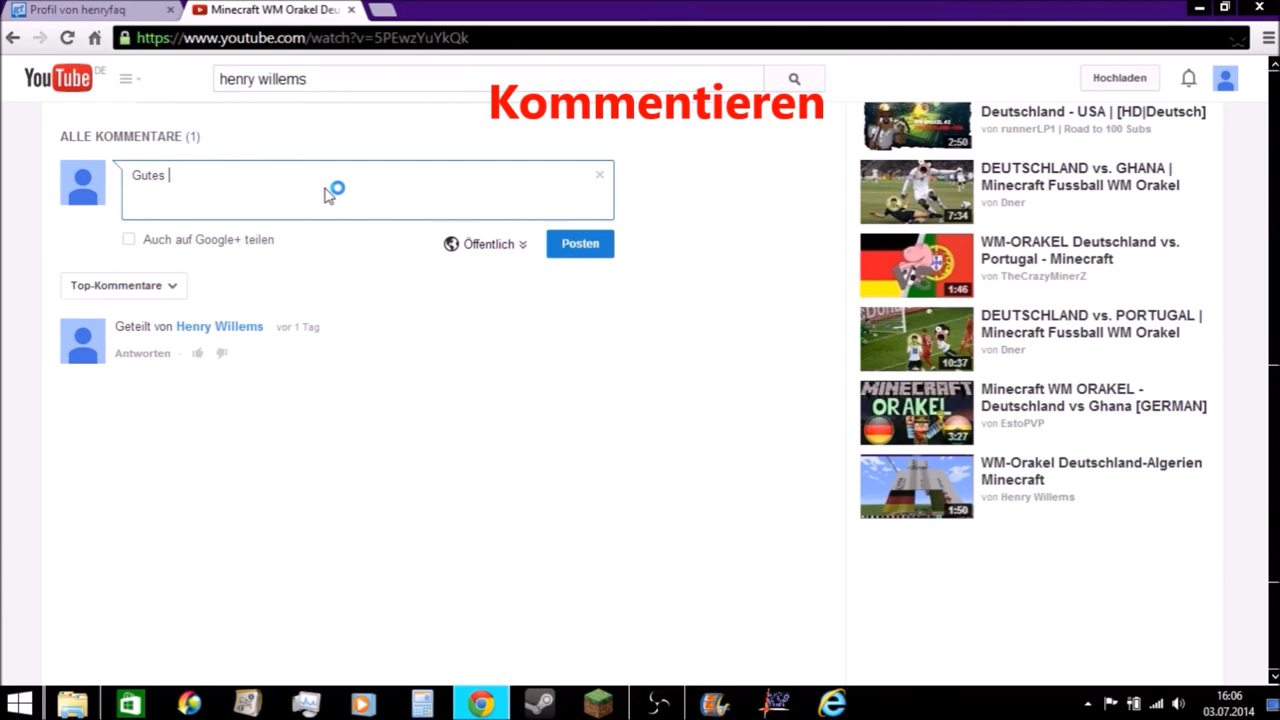 Profil von henryfaq
Minecraft WM Orakel Deu
https://www.youtube.com/watch?v=5PEwzYuYkQk
YouTube DE
henry willems
Hochladen
Kommentieren
ALLE KOMMENTARE (1)
Gutes
Auch auf Google+ teilen
Öffentlich
Posten
Top-Kommentare
Geteilt von Henry Willems vor 1 Tag
Antworten
Deutschland - USA | [HD|Deutsch]
von runnerLP1 | Road to 100 Subs
2:50
DEUTSCHLAND vs. GHANA |
Minecraft Fussball WM Orakel
von Dner
7:34
WM-ORAKEL Deutschland vs.
Portugal - Minecraft
von TheCrazyMinerZ
1:46
DEUTSCHLAND vs. PORTUGAL |
Minecraft Fussball WM Orakel
von Dner
10:37
MINECRAFT
ORAKEL
3:27
Minecraft WM ORAKEL -
Deutschland vs Ghana [GERMAN]
von EstoPVP
WM-Orakel Deutschland-Algerien
Minecraft
von Henry Willems
1:50
16:06
03.07.2014